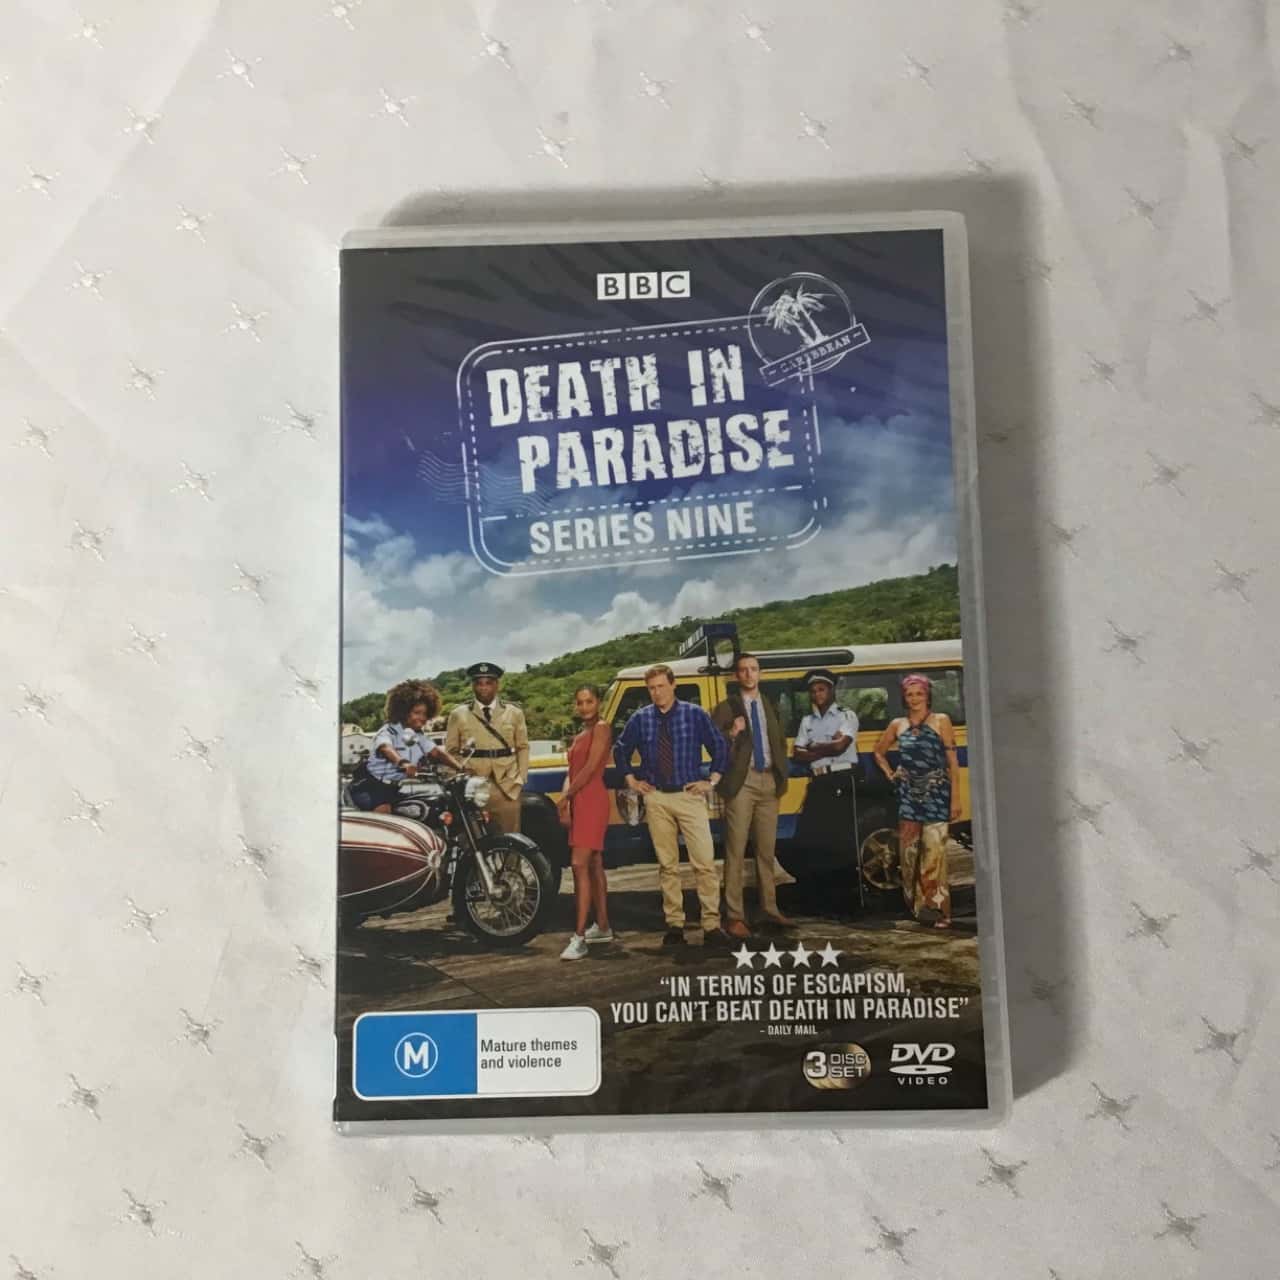 BBC
CARIBBEAN
DEATH IN
PARADISE
SERIES NINE
"IN TERMS OF ESCAPISM,
YOU CAN'T BEAT DEATH IN PARADISE"
- DAILY MAIL
M
Mature themes
and violence
3 DISC
SET
DVD
VIDEO